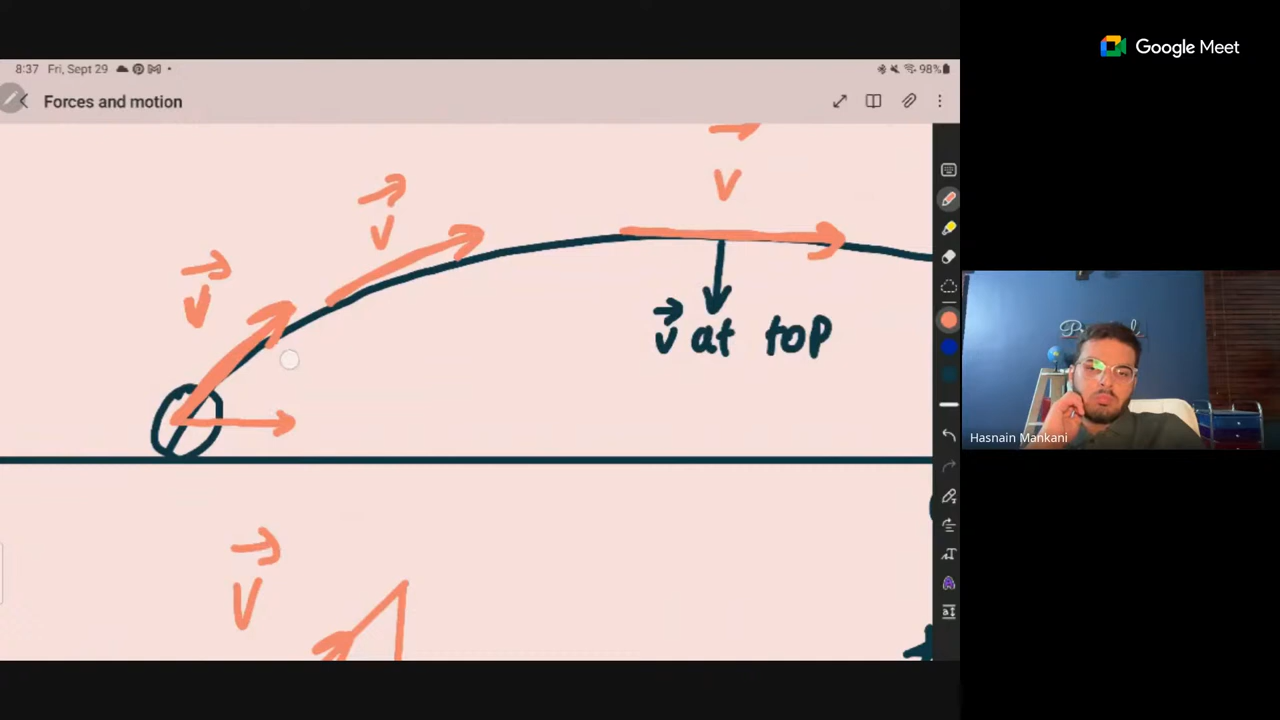 Google Meet
8:37 Fri, Sept 29
98%
Forces and motion
v
v
v
v at top
v
Hasnain Mankani